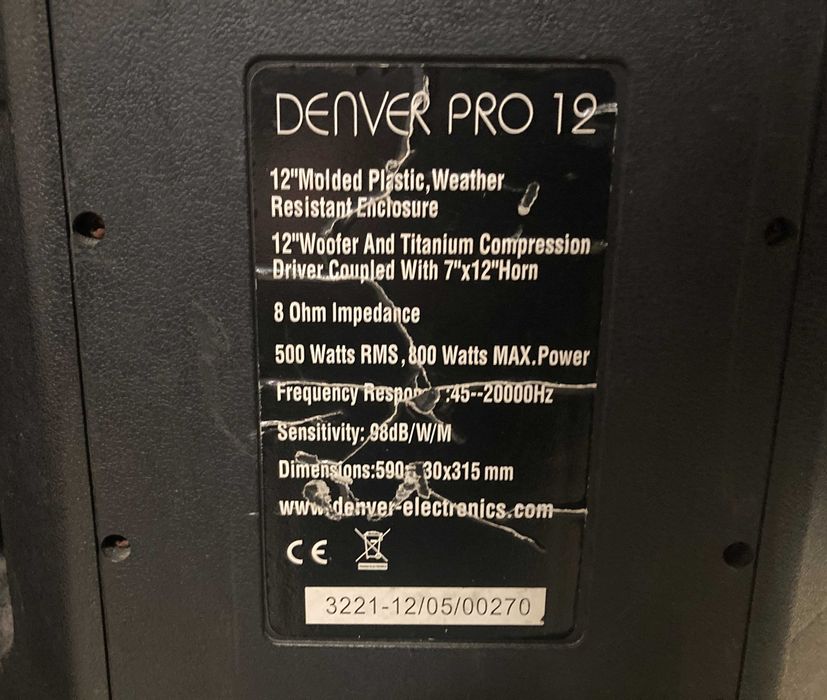 DENVER PRO 12
12"Molded Plastic,Weather
Resistant Enclosure
12"Woofer And Titanium Compression
Driver Coupled With 7"x12"Horn
8 Ohm Impedance
500 Watts RMS,800 Watts MAX.Power
Frequency :45--20000Hz
Sensitivity: 98dB/W/M
Dimensions: mm
www.denver-electronics.com
CE
3221-12/05/00270